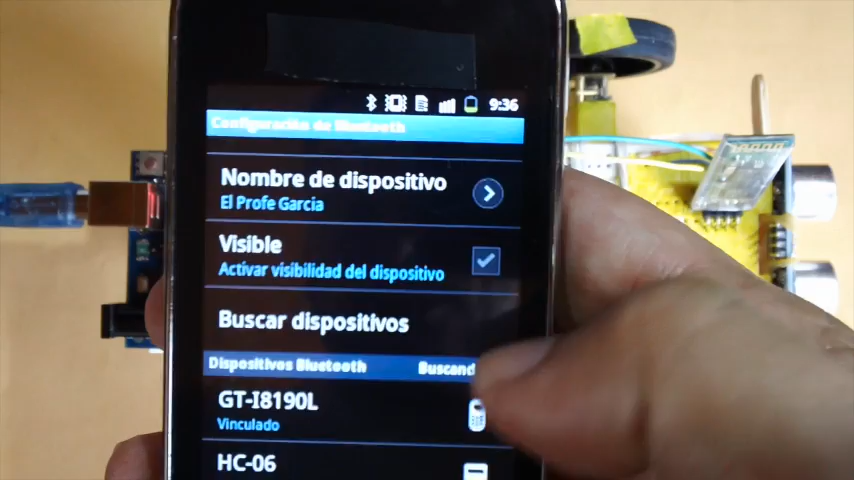 9:36
Configuración de Bluetooth
Nombre de dispositivo
El Profe Garcia
Visible
Activar visibilidad del dispositivo
Buscar dispositivos
Dispositivos Bluetooth Buscand
GT-I8190L
Vinculado
HC-06